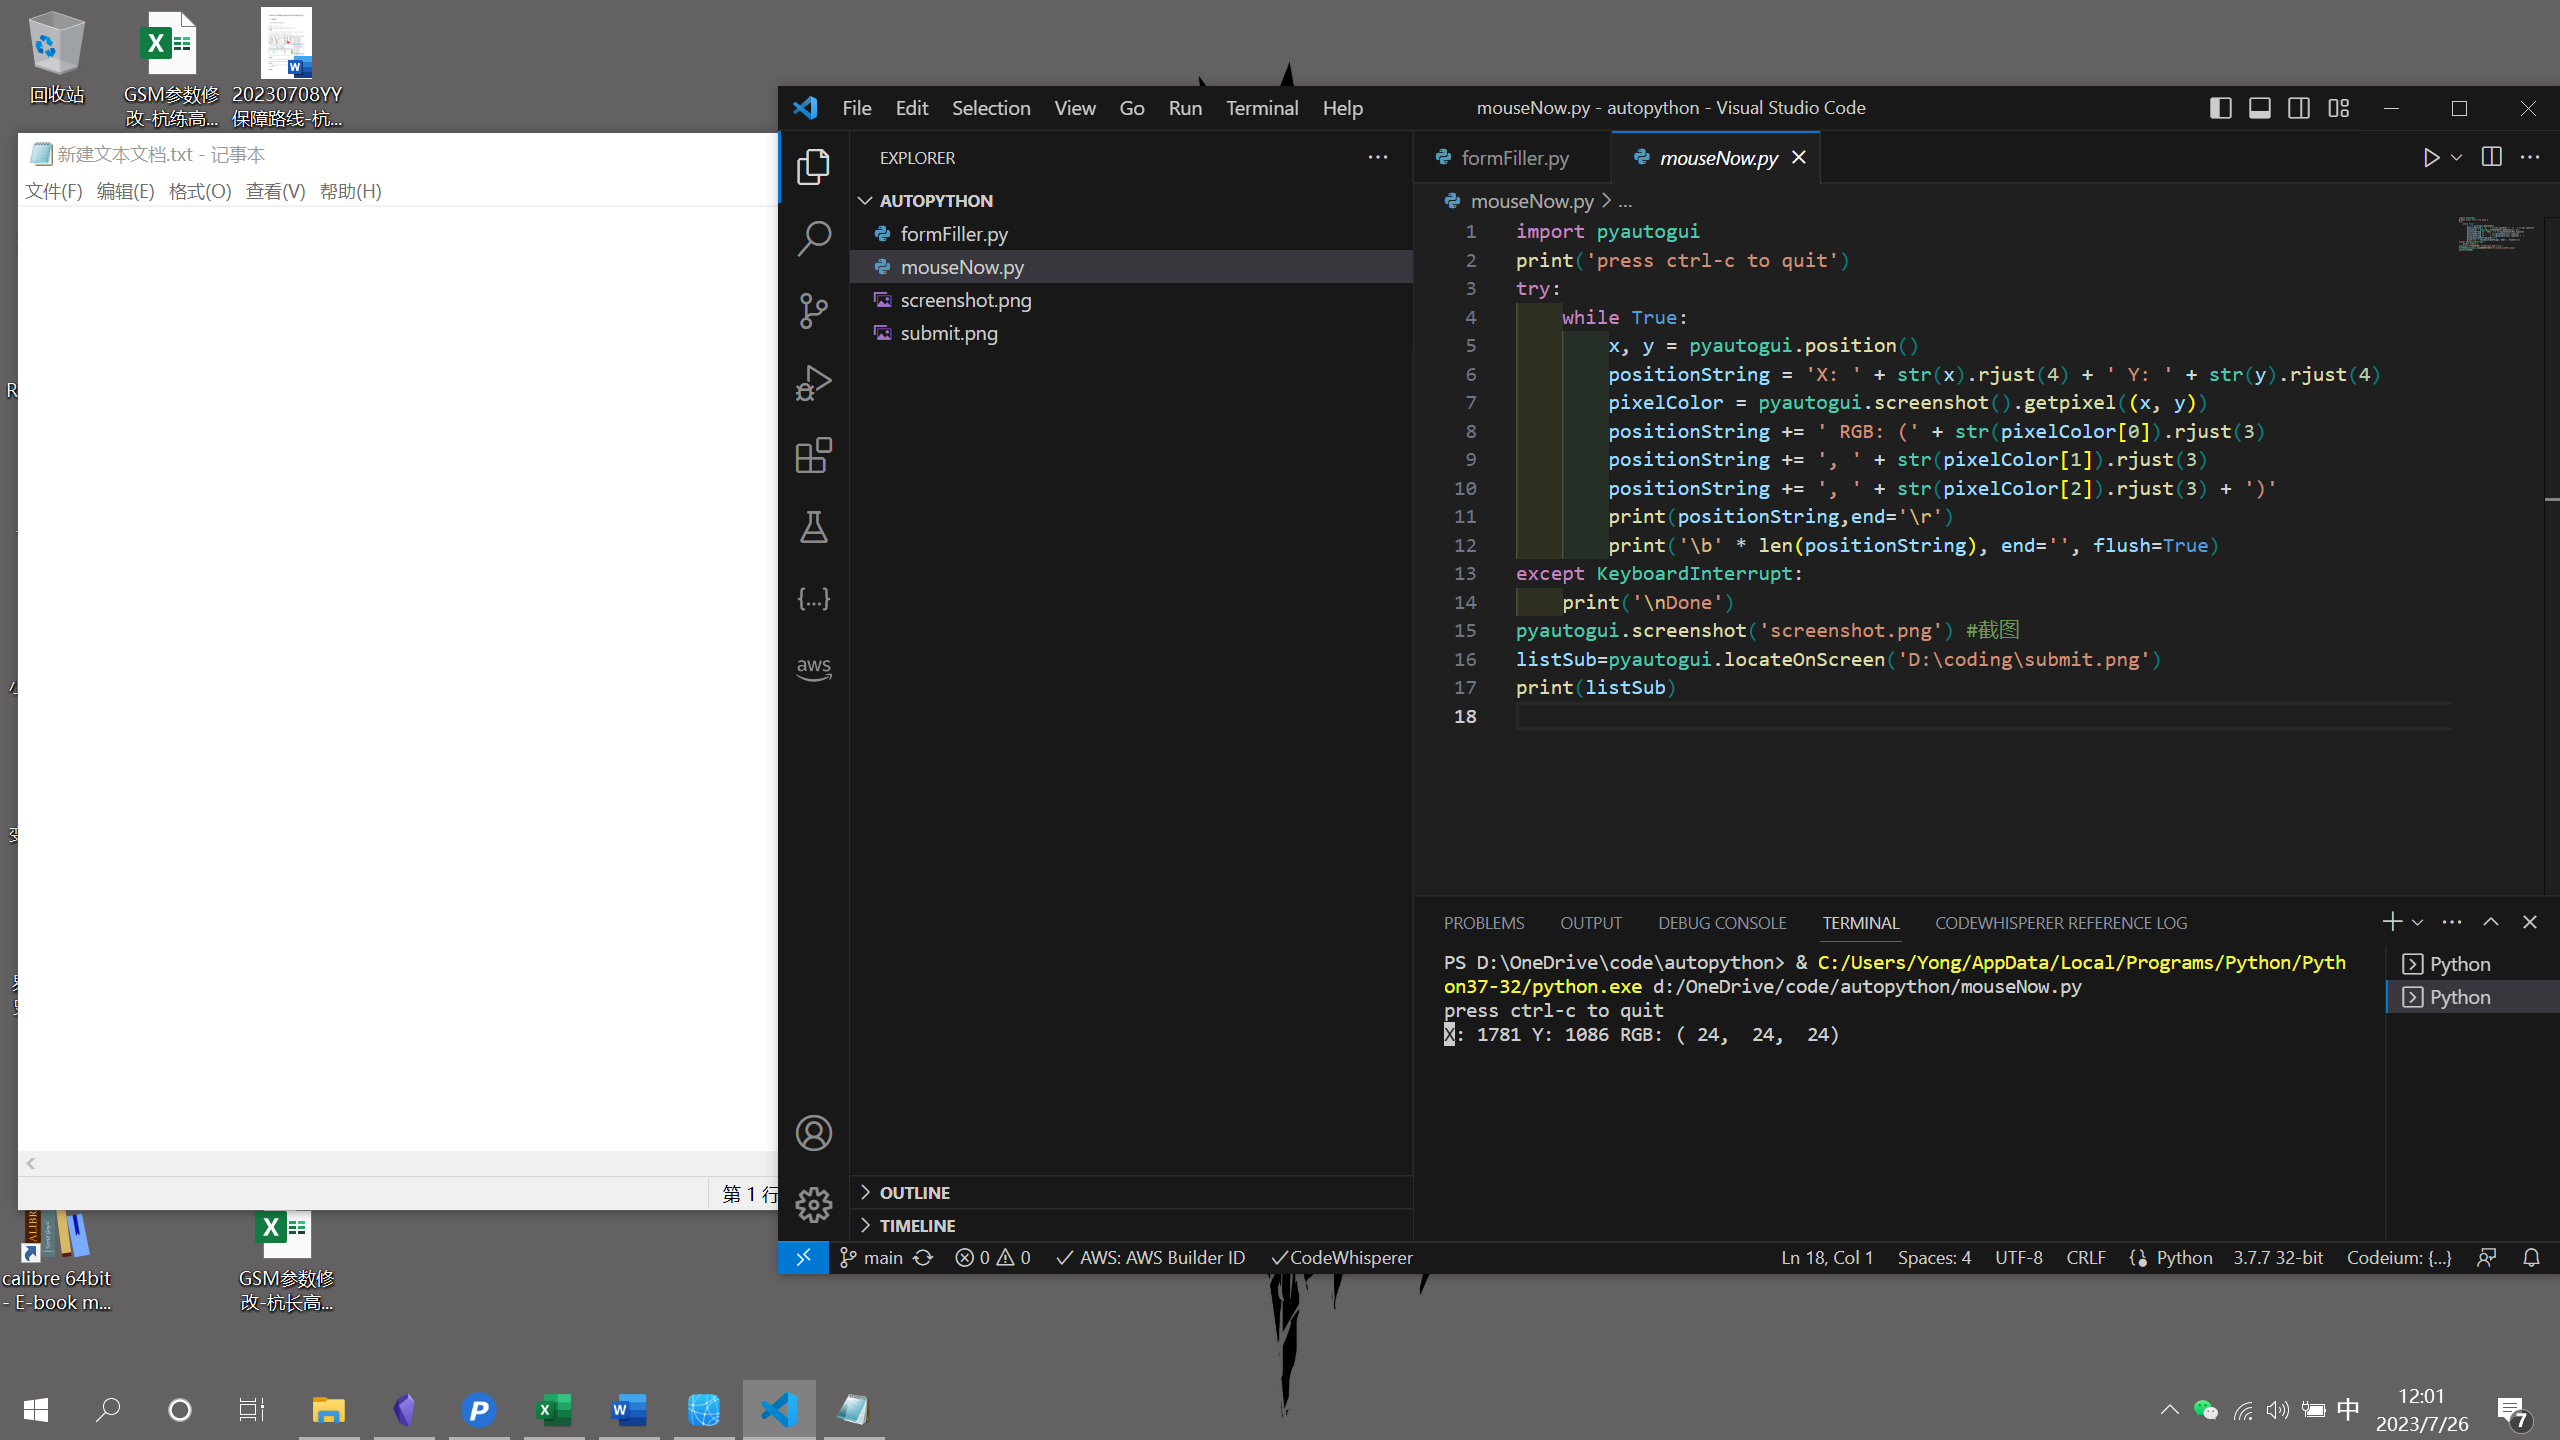 回收站
GSM参数修
改-杭练高...
20230708YY
保障路线-杭...
新建文本文档.txt - 记事本
文件(F) 编辑(E) 格式(O) 查看(V) 帮助(H)
第 1 行
calibre 64bit
- E-book m...
GSM参数修
改-杭长高...
File Edit Selection View Go Run Terminal Help
mouseNow.py - autopython - Visual Studio Code
EXPLORER
AUTOPYTHON
formFiller.py
mouseNow.py
screenshot.png
submit.png
aws
OUTLINE
TIMELINE
formFiller.py
mouseNow.py
mouseNow.py > ...
1 import pyautogui
2 print('press ctrl-c to quit')
3 try:
4 while True:
5 x, y = pyautogui.position()
6 positionString = 'X: ' + str(x).rjust(4) + ' Y: ' + str(y).rjust(4)
7 pixelColor = pyautogui.screenshot().getpixel((x, y))
8 positionString += ' RGB: (' + str(pixelColor[0]).rjust(3)
9 positionString += ', ' + str(pixelColor[1]).rjust(3)
10 positionString += ', ' + str(pixelColor[2]).rjust(3) + ')'
11 print(positionString,end='\r')
12 print('\b' * len(positionString), end='', flush=True)
13 except KeyboardInterrupt:
14 print('\nDone')
15 pyautogui.screenshot('screenshot.png') #截图
16 listSub=pyautogui.locateOnScreen('D:\coding\submit.png')
17 print(listSub)
18
PROBLEMS OUTPUT DEBUG CONSOLE TERMINAL CODEWHISPERER REFERENCE LOG
PS D:\OneDrive\code\autopython> & C:/Users/Yong/AppData/Local/Programs/Python/Pyth
on37-32/python.exe d:/OneDrive/code/autopython/mouseNow.py
press ctrl-c to quit
X: 1781 Y: 1086 RGB: ( 24,  24,  24)
Python
Python
main 0 0 AWS: AWS Builder ID CodeWhisperer
Ln 18, Col 1 Spaces: 4 UTF-8 CRLF Python 3.7.7 32-bit Codeium: {...}
中
12:01
2023/7/26
7